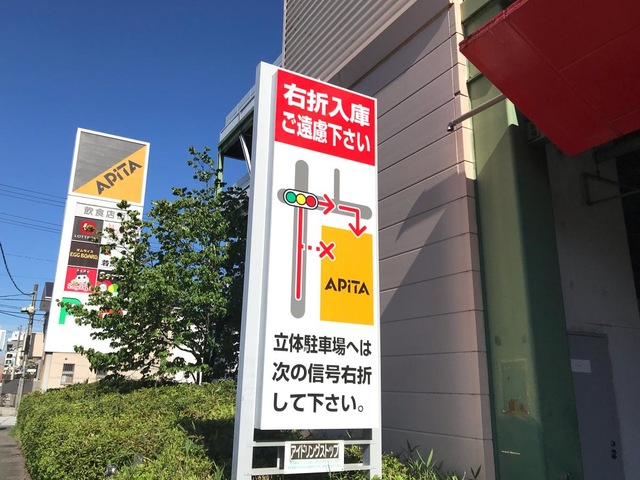 右折入庫
ご遠慮下さい
APiTA
立体駐車場へは
次の信号右折
して下さい。
アイドリングストップ
APiTA
飲食店
LOTTERIA
EGG BOARD
P